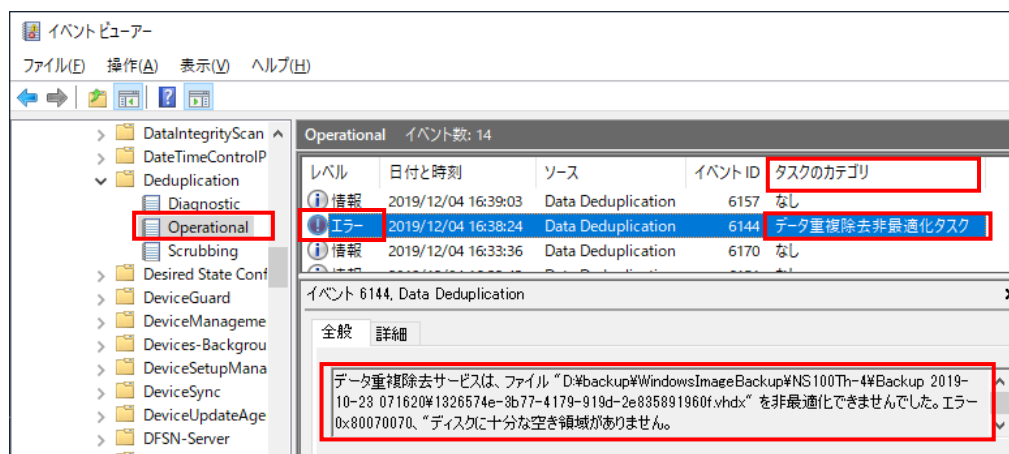 イベント ビューアー
ファイル(F) 操作(A) 表示(V) ヘルプ(H)
DataIntegrityScan
DateTimeControlP
Deduplication
Diagnostic
Operational
Scrubbing
Desired State Conf
DeviceGuard
DeviceManageme
Devices-Backgrou
DeviceSetupMana
DeviceSync
DeviceUpdateAge
DFSN-Server
Operational イベント数: 14
レベル 日付と時刻 ソース イベント ID タスクのカテゴリ
情報 2019/12/04 16:39:03 Data Deduplication 6157 なし
エラー 2019/12/04 16:38:24 Data Deduplication 6144 データ重複除去非最適化タスク
情報 2019/12/04 16:33:36 Data Deduplication 6170 なし
イベント 6144, Data Deduplication
全般 詳細
データ重複除去サービスは、ファイル "D:¥backup¥WindowsImageBackup¥NS100Th-4¥Backup 2019-
10-23 071620¥1326574e-3b77-4179-919d-2e835891960f.vhdx" を非最適化できませんでした。エラー
0x80070070、"ディスクに十分な空き領域がありません。